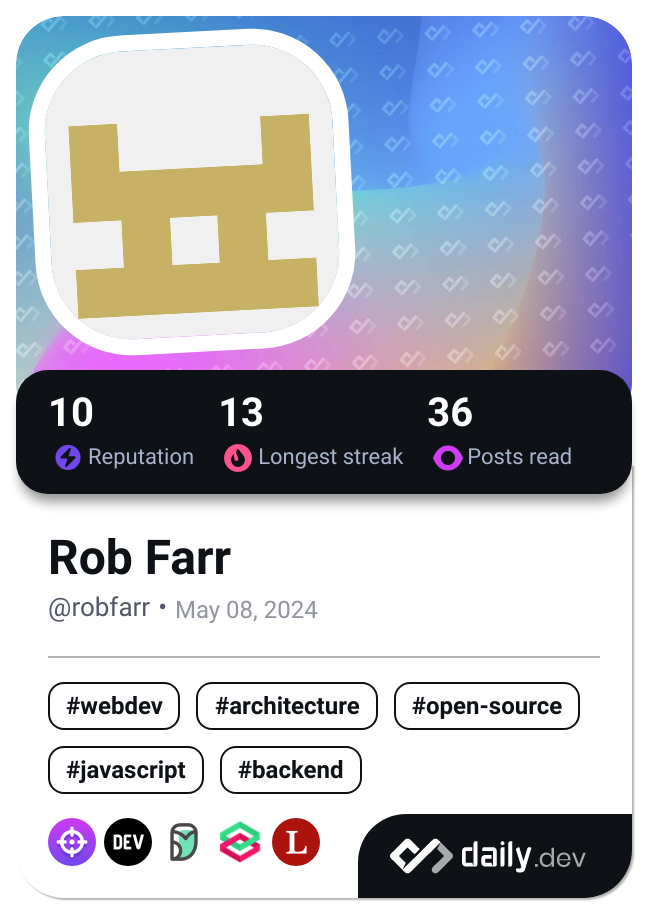 10 13 36
Reputation Longest streak Posts read
Rob Farr
@robfarr • May 08, 2024
#webdev #architecture #open-source
#javascript #backend
DEV L
daily.dev